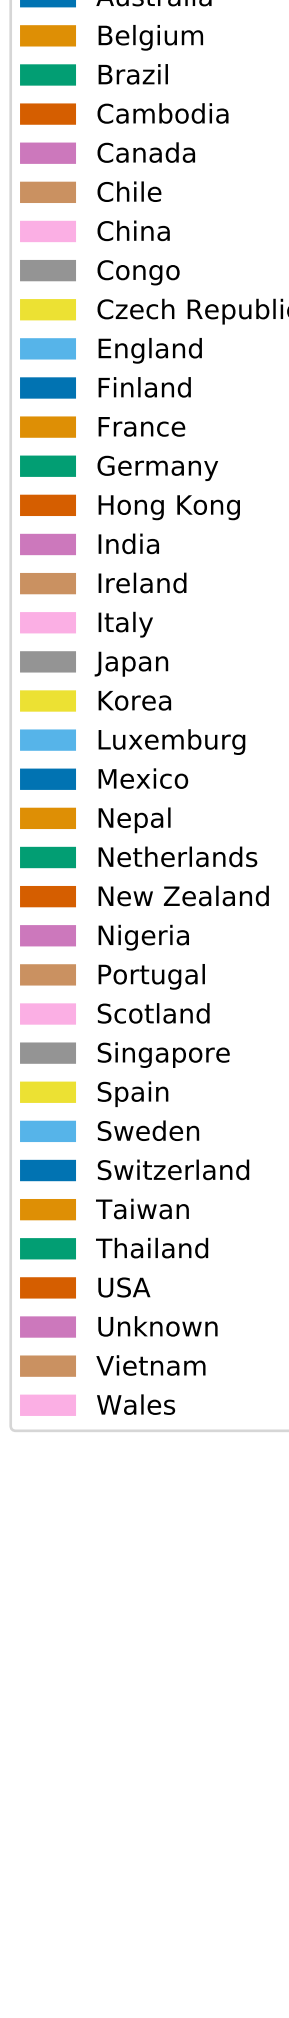 Australia
Belgium
Brazil
Cambodia
Canada
Chile
China
Congo
Czech Republic
England
Finland
France
Germany
Hong Kong
India
Ireland
Italy
Japan
Korea
Luxemburg
Mexico
Nepal
Netherlands
New Zealand
Nigeria
Portugal
Scotland
Singapore
Spain
Sweden
Switzerland
Taiwan
Thailand
USA
Unknown
Vietnam
Wales